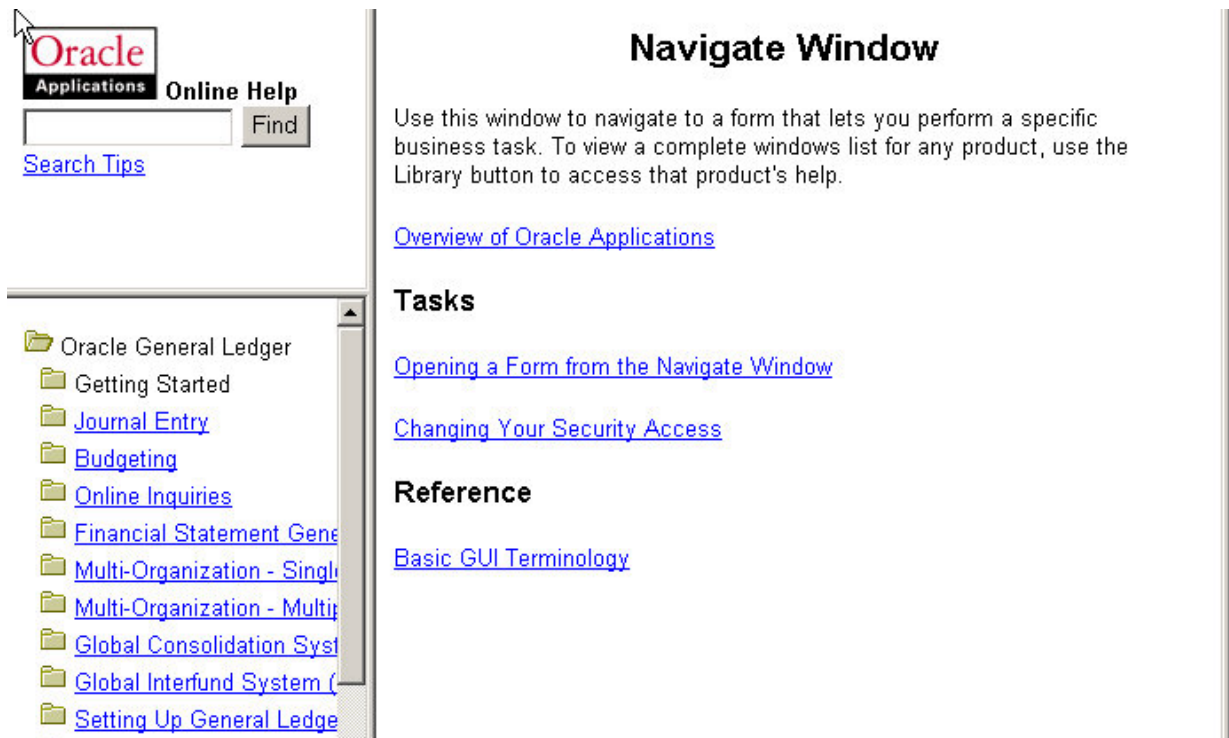 Oracle
Applications
Online Help
Find
Search Tips
Oracle General Ledger
Getting Started
Journal Entry
Budgeting
Online Inquiries
Financial Statement Gene
Multi-Organization - Singl
Multi-Organization - Multip
Global Consolidation Syst
Global Interfund System (
Setting Up General Ledge
Navigate Window
Use this window to navigate to a form that lets you perform a specific
business task. To view a complete windows list for any product, use the
Library button to access that product's help.
Overview of Oracle Applications
Tasks
Opening a Form from the Navigate Window
Changing Your Security Access
Reference
Basic GUI Terminology